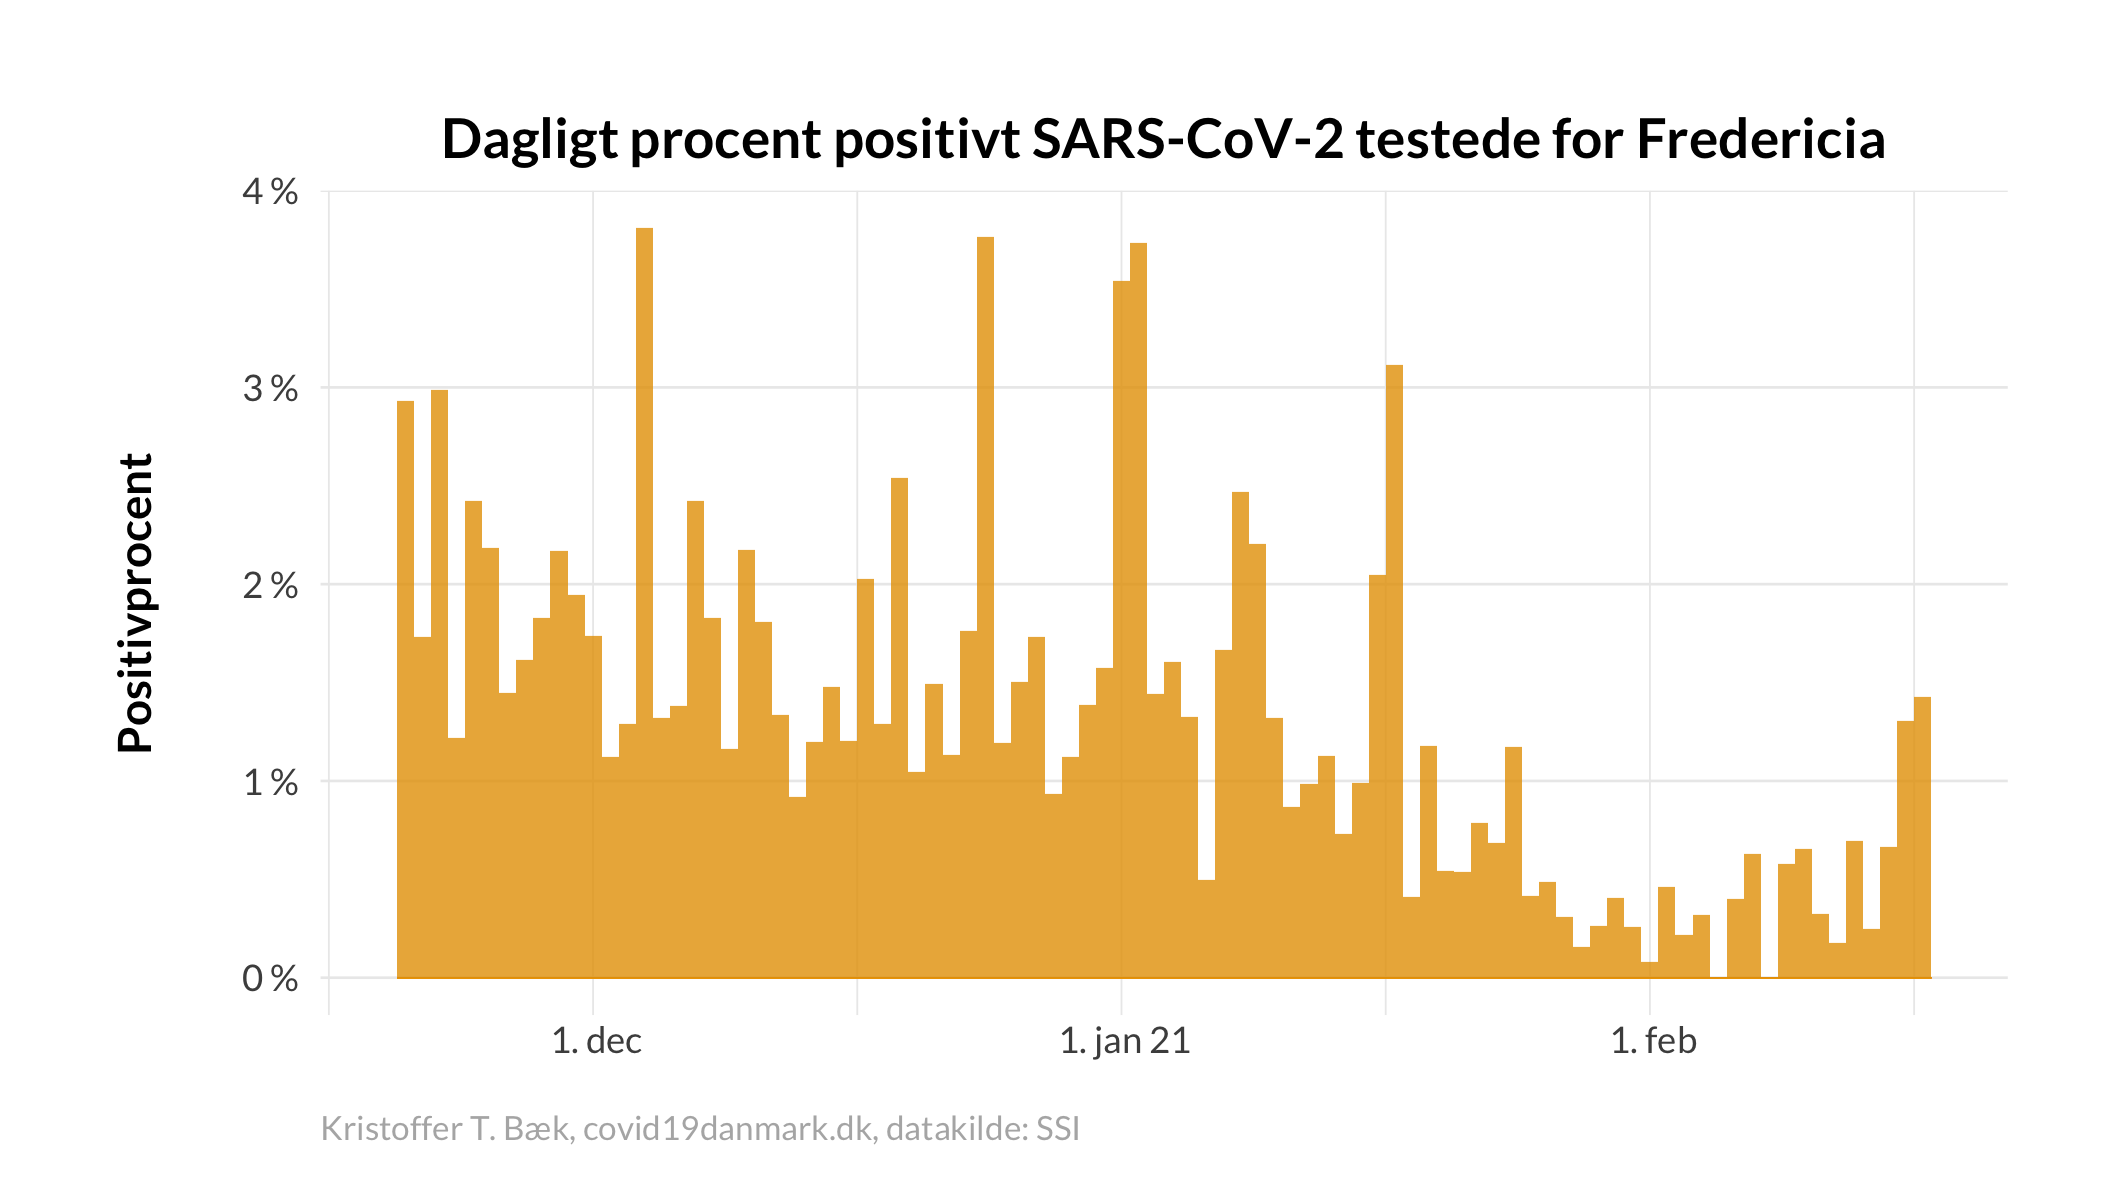 Dagligt procent positivt SARS-CoV-2 testede for Fredericia
Positivprocent
4 %
3 %
2 %
1 %
0 %
1. dec
1. jan 21
1. feb
Kristoffer T. Bæk, covid19danmark.dk, datakilde: SSI